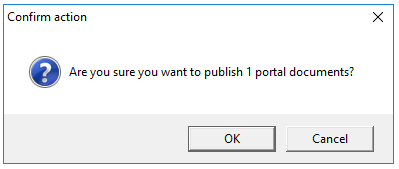 Confirm action
Are you sure you want to publish 1 portal documents?
OK
Cancel